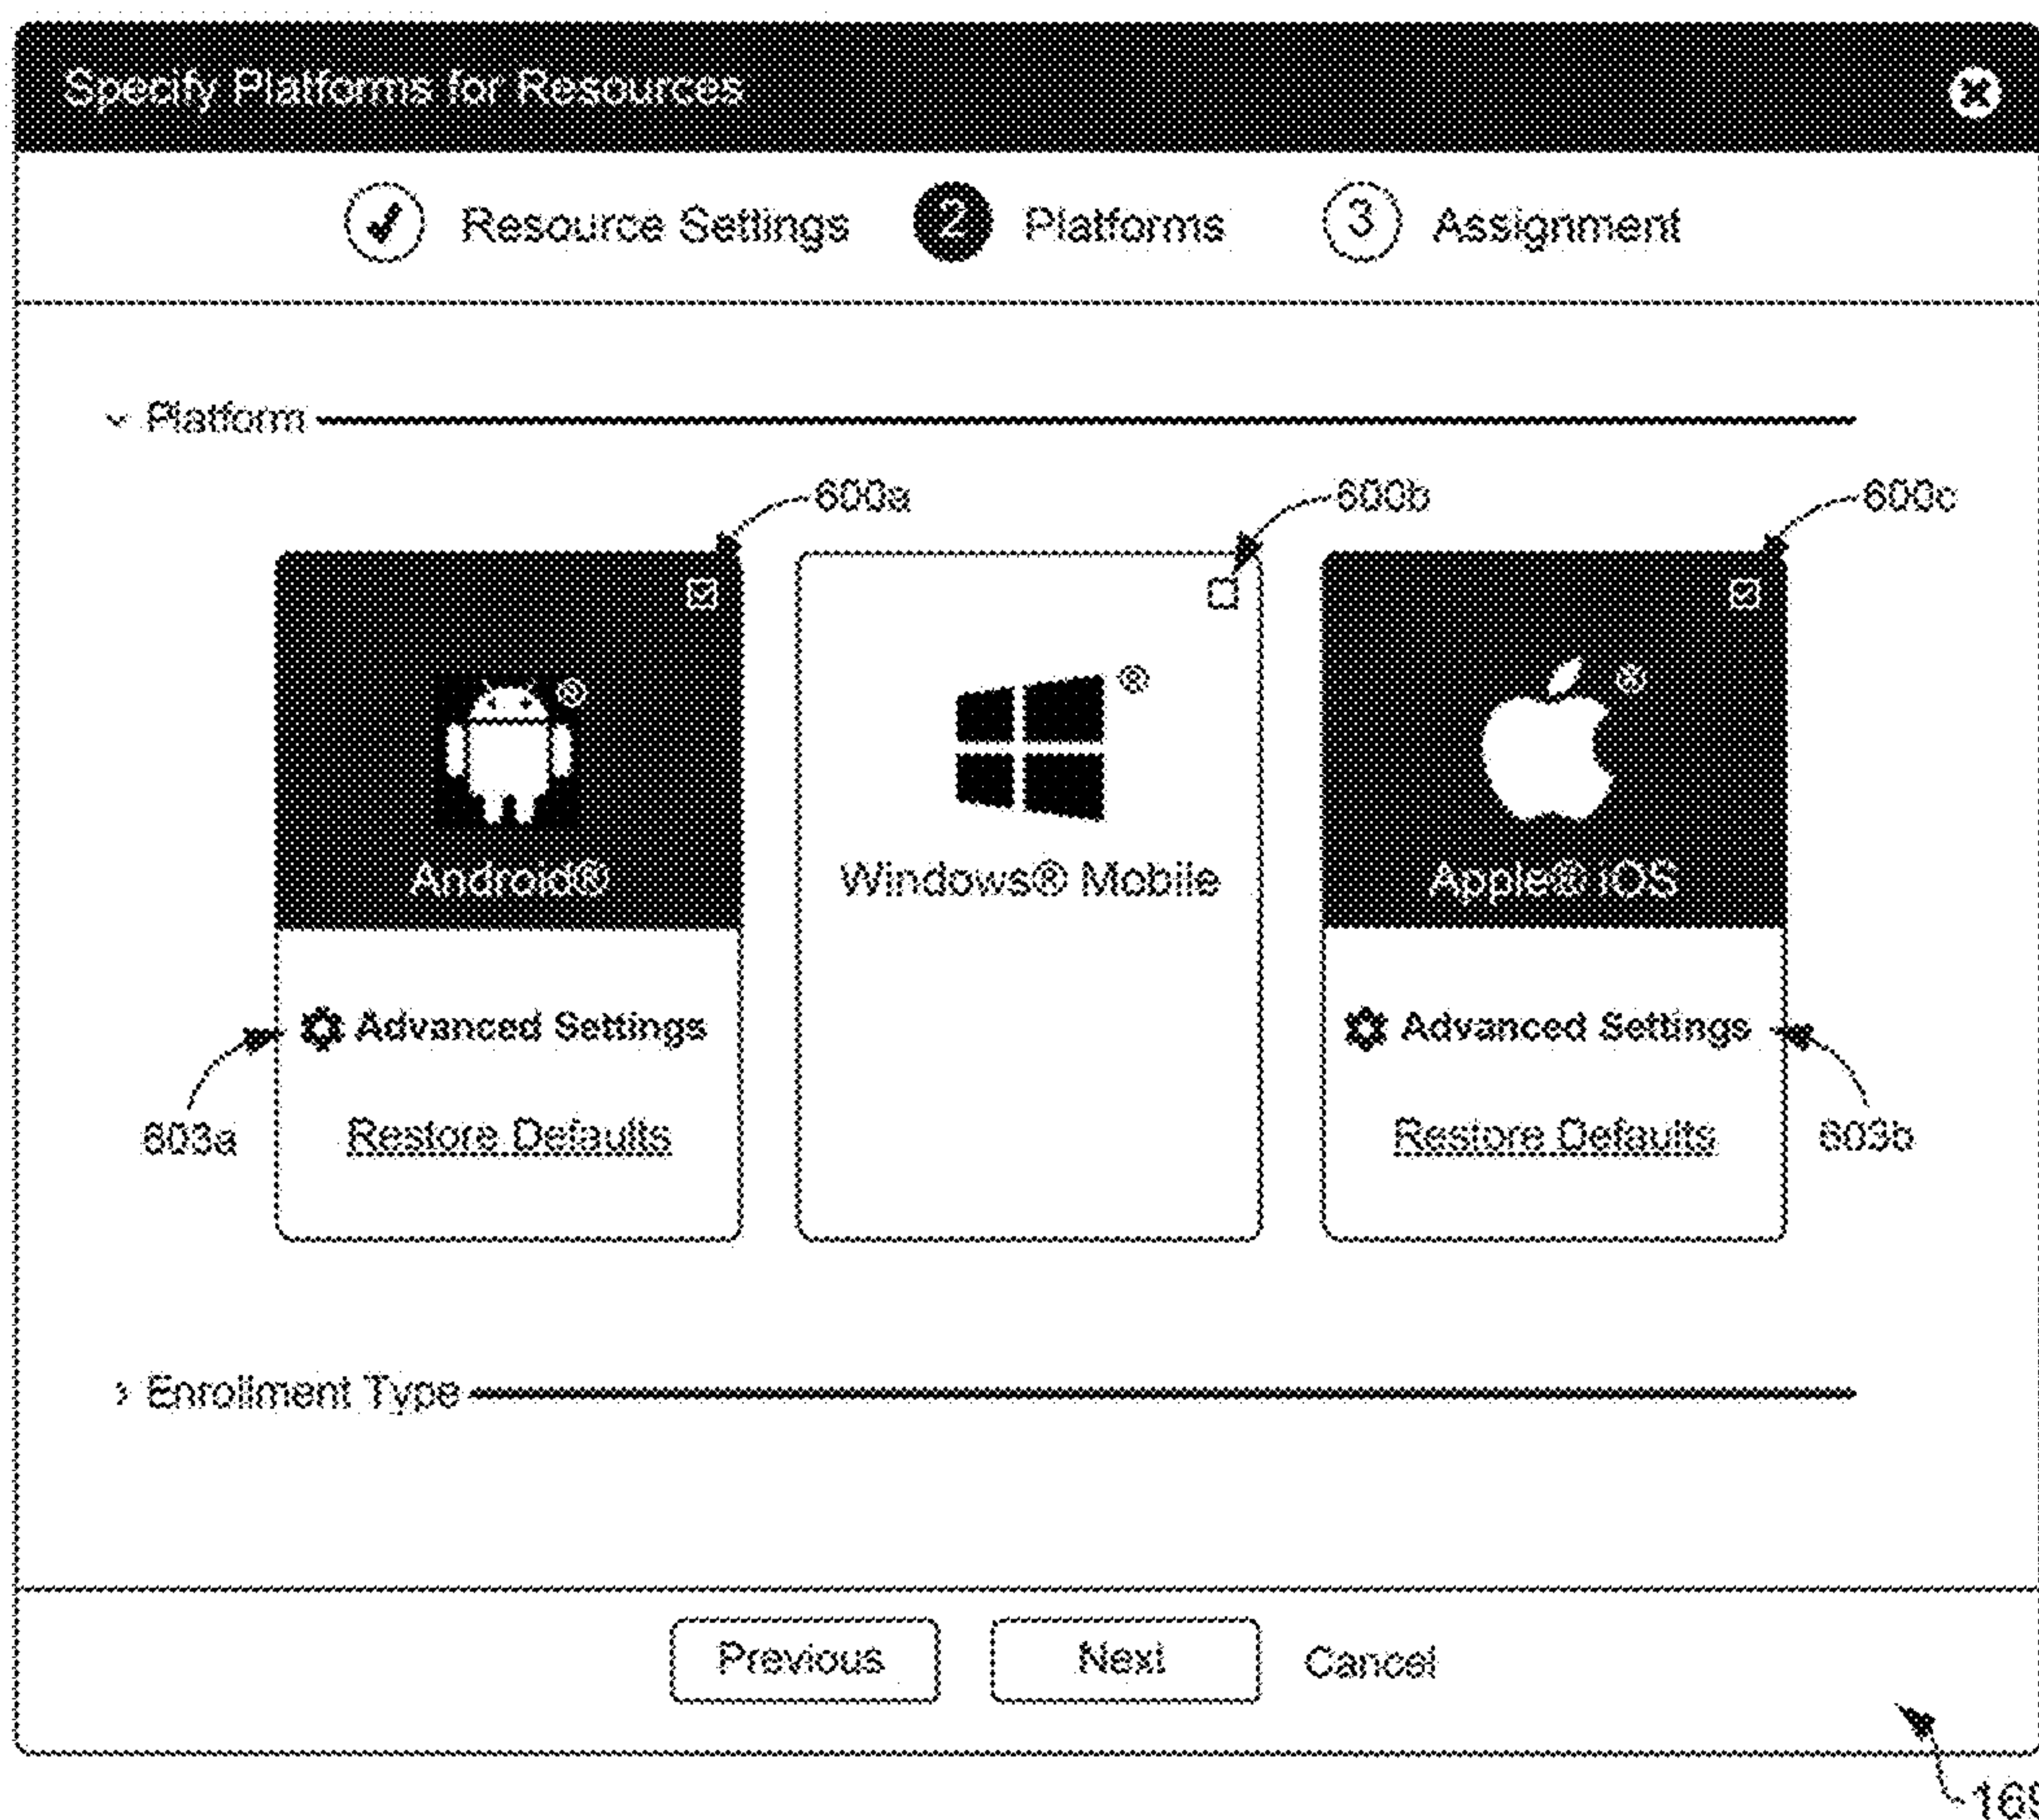 Specify Platforms for Resources
Resource Settings 2 Platforms 3 Assignment
Platform
600a 600b 600c
Android® Windows® Mobile Apple® iOS
Advanced Settings Advanced Settings
603a Restore Defaults Restore Defaults 603b
Enrollment Type
Previous Next Cancel